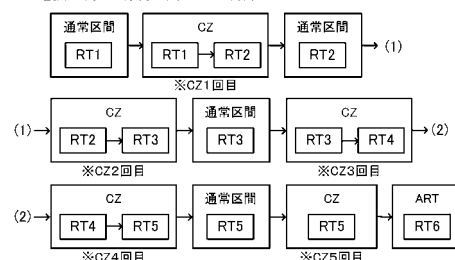 通常区間 CZ 通常区間
RT1 RT1 RT2 RT2 (1)
※CZ1回目
CZ 通常区間 CZ
(1) RT2 RT3 RT3 RT3 RT4 (2)
※CZ2回目 ※CZ3回目
CZ 通常区間 CZ ART
(2) RT4 RT5 RT5 RT5 RT6
※CZ4回目 ※CZ5回目